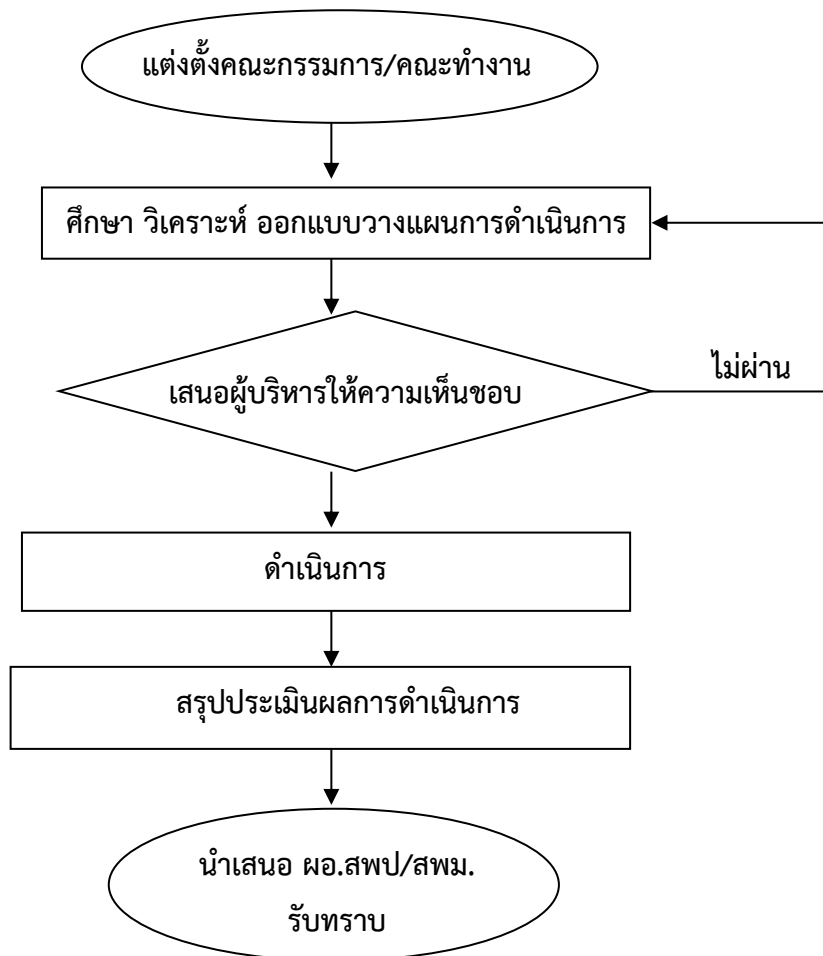 แต่งตั้งคณะกรรมการ/คณะทำงาน
ศึกษา วิเคราะห์ ออกแบบวางแผนการดำเนินการ
ไม่ผ่าน
เสนอผู้บริหารให้ความเห็นชอบ
ดำเนินการ
สรุปประเมินผลการดำเนินการ
นำเสนอ ผอ.สพป/สพม.
รับทราบ